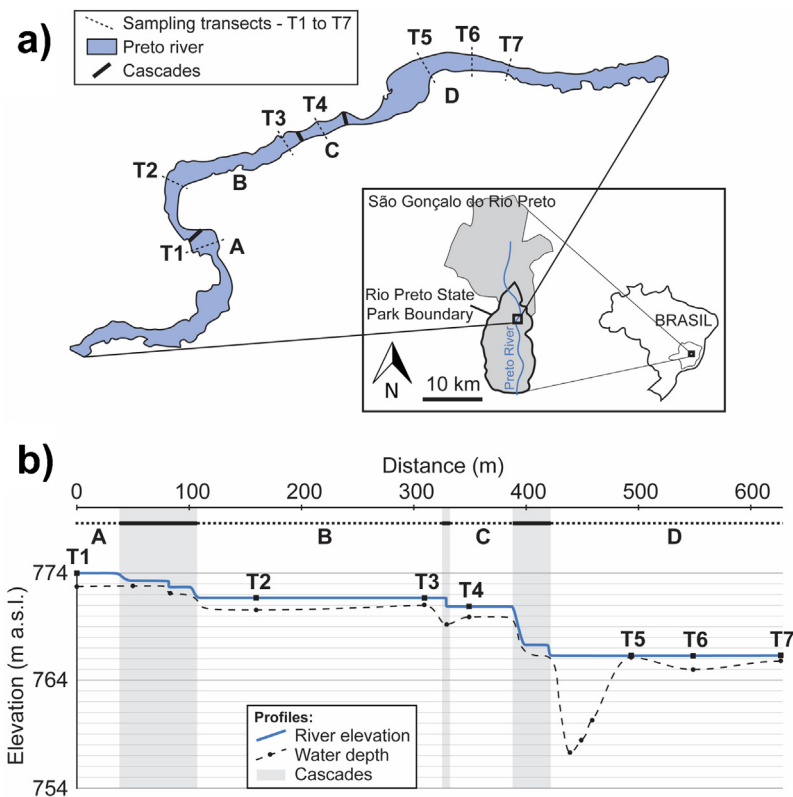 a)
Sampling transects - T1 to T7
Preto river
Cascades
T5
T6
T7
D
T3
T4
C
T2
B
T1
A
São Gonçalo do Rio Preto
Rio Preto State
Park Boundary
Preto River
BRASIL
N
10 km
b)
Distance (m)
0 100 200 300 400 500 600
A B C D
T1
T2
T3
T4
T5
T6
T7
774
764
754
Elevation (m a.s.l.)
Profiles:
River elevation
Water depth
Cascades